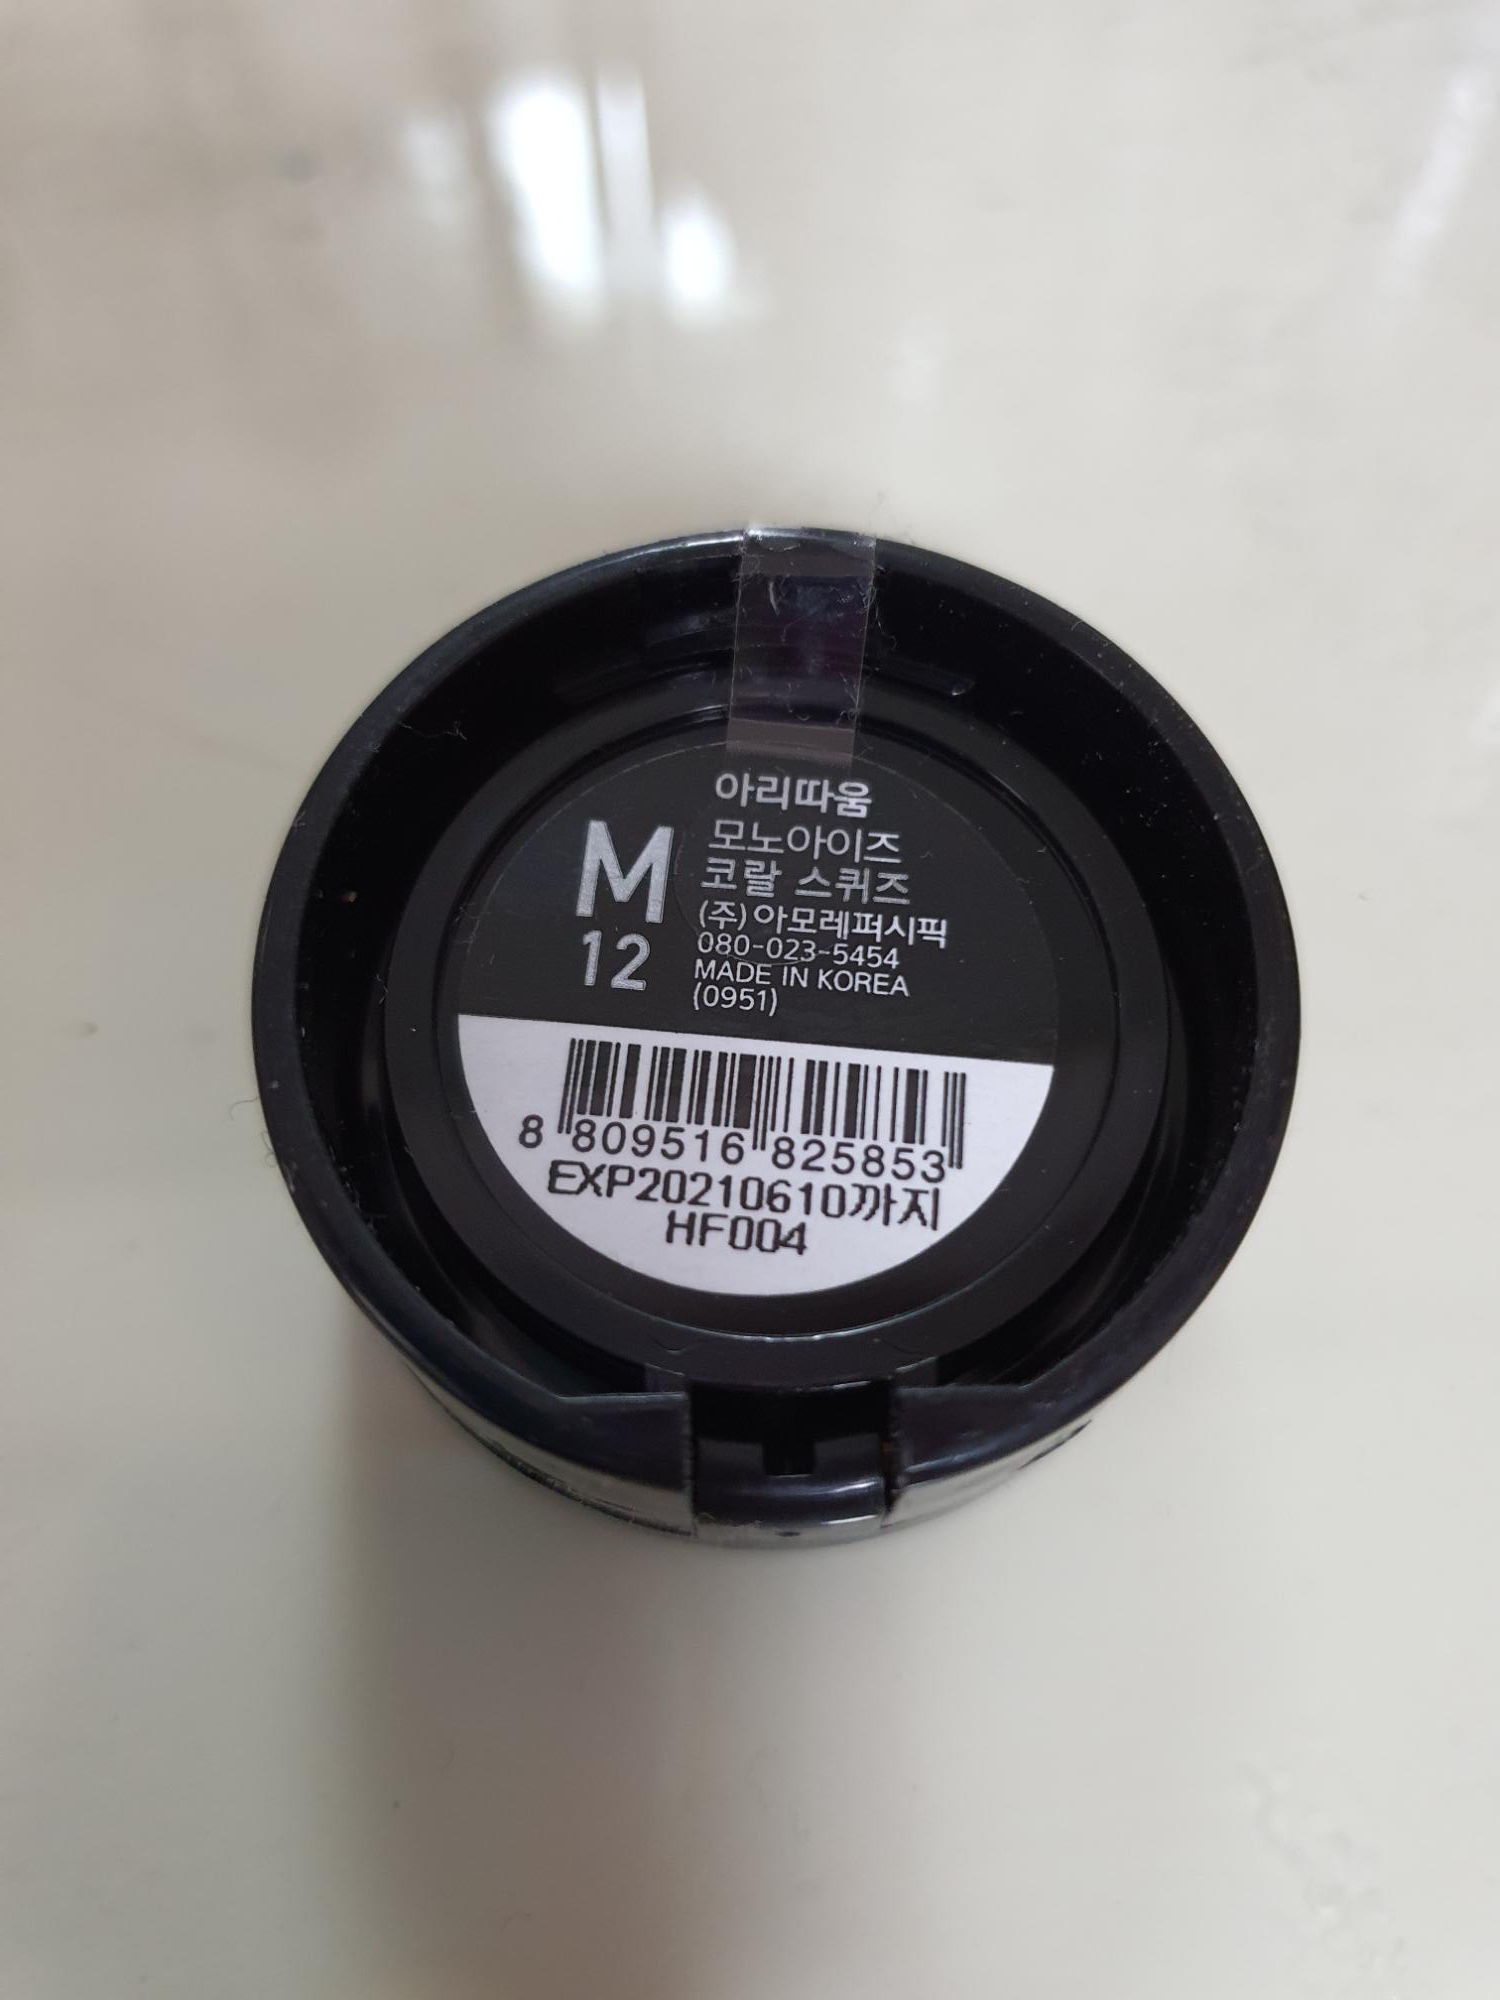 아리따움
M
12
모노아이즈
코랄 스퀴즈
(주)아모레퍼시픽
080-023-5454
MADE IN KOREA
(0951)
8 809516 825853
EXP20210610까지
HF004